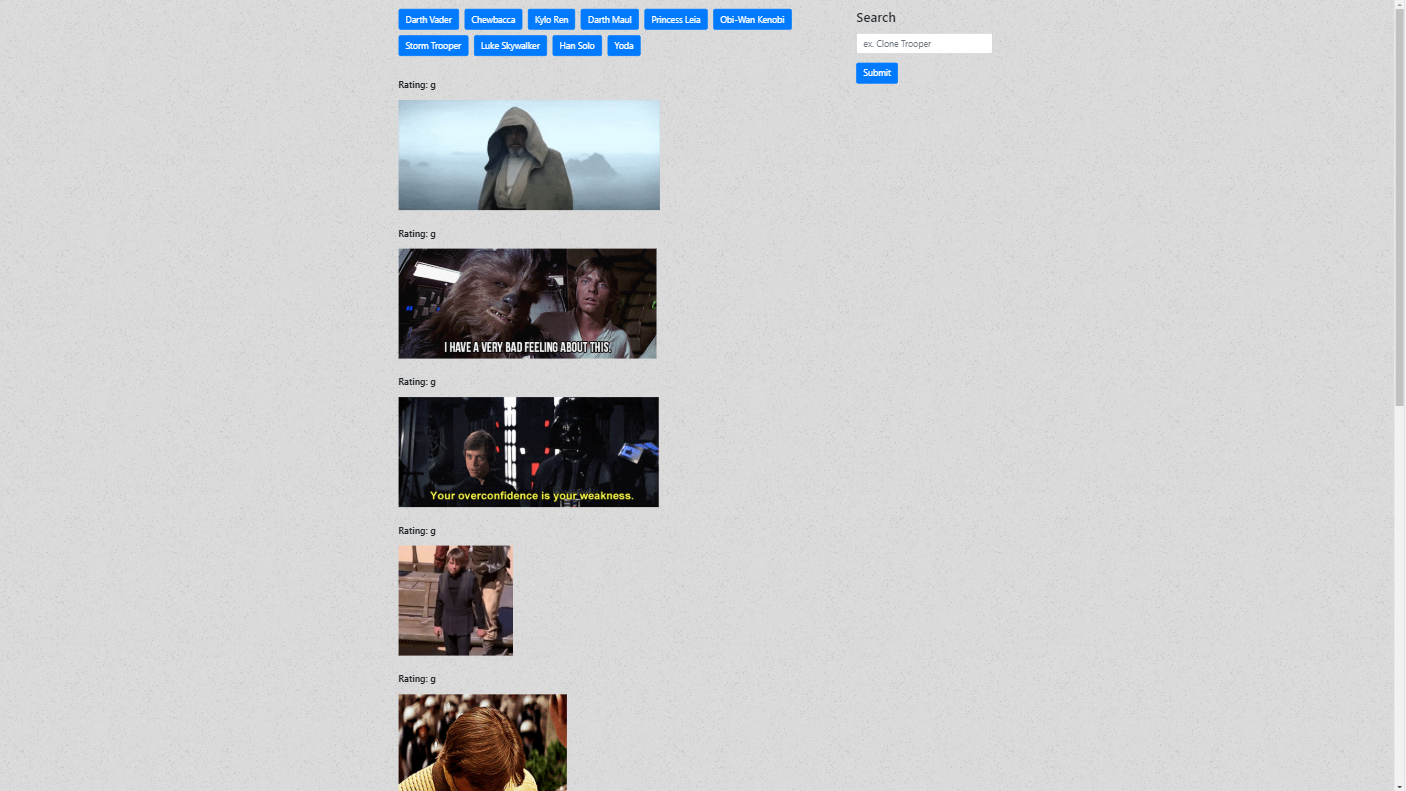 Darth Vader Chewbacca Kylo Ren Darth Maul Princess Leia Obi-Wan Kenobi
Storm Trooper Luke Skywalker Han Solo Yoda
Search
ex. Clone Trooper
Submit
Rating: g
Rating: g
I HAVE A VERY BAD FEELING ABOUT THIS.
Rating: g
Your overconfidence is your weakness.
Rating: g
Rating: g